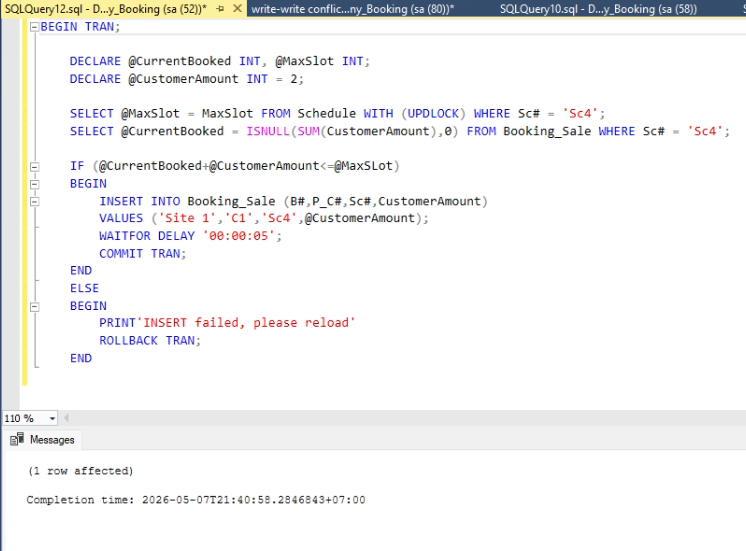 SQLQuery12.sql - D...y_Booking (sa (52))* write-write conflic...ny_Booking (sa (80))* SQLQuery10.sql - D...y_Booking (sa (58))
BEGIN TRAN;
DECLARE @CurrentBooked INT, @MaxSlot INT;
DECLARE @CustomerAmount INT = 2;
SELECT @MaxSlot = MaxSlot FROM Schedule WITH (UPDLOCK) WHERE Sc# = 'Sc4';
SELECT @CurrentBooked = ISNULL(SUM(CustomerAmount),0) FROM Booking_Sale WHERE Sc# = 'Sc4';
IF (@CurrentBooked+@CustomerAmount<=@MaxSLot)
BEGIN
INSERT INTO Booking_Sale (B#,P_C#,Sc#,CustomerAmount)
VALUES ('Site 1','C1','Sc4',@CustomerAmount);
WAITFOR DELAY '00:00:05';
COMMIT TRAN;
END
ELSE
BEGIN
PRINT'INSERT failed, please reload'
ROLLBACK TRAN;
END
110 %
Messages
(1 row affected)
Completion time: 2026-05-07T21:40:58.2846843+07:00